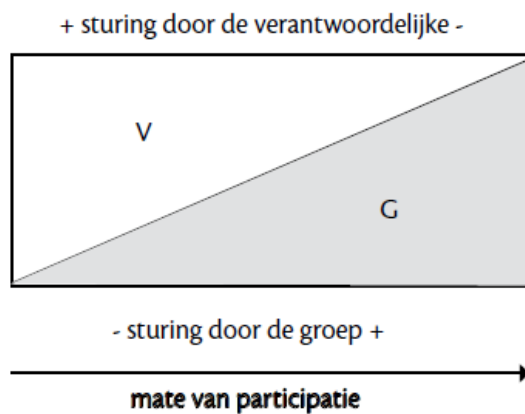 + sturing door de verantwoordelijke -
V
G
- sturing door de groep +
mate van participatie